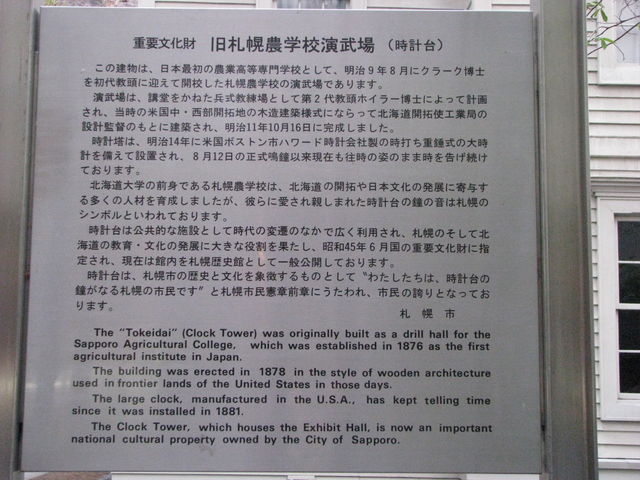 重要文化財 旧札幌農学校演武場 （時計台）
この建物は、日本最初の農業高等専門学校として、明治9年8月にクラーク博士
を初代教頭に迎えて開校した札幌農学校の演武場であります。
演武場は、講堂をかねた兵式教練場として第2代教頭ホイラー博士によって計画
され、当時の米国中・西部開拓地の木造建築様式にならって北海道開拓使工業局の
設計監督のもとに建築され、明治11年10月16日に完成しました。
時計塔は、明治14年に米国ボストン市ハワード時計会社製の時打ち重錘式の大時
計を備えて設置され、8月12日の正式鳴鐘以来現在も往時の姿のまま時を告げ続け
ております。
北海道大学の前身である札幌農学校は、北海道の開拓や日本文化の発展に寄与す
る多くの人材を育成しましたが、彼らに愛され親しまれた時計台の鐘の音は札幌の
シンボルといわれております。
時計台は公共的な施設として時代の変遷のなかで広く利用され、札幌のそして北
海道の教育・文化の発展に大きな役割を果たし、昭和45年6月国の重要文化財に指
定され、現在は館内を札幌歴史館として一般公開しております。
時計台は、札幌市の歴史と文化を象徴するものとして〝わたしたちは、時計台の
鐘がなる札幌の市民です〟と札幌市民憲章前章にうたわれ、市民の誇りとなってお
ります。
札幌市
The "Tokeidai" (Clock Tower) was originally built as a drill hall for the
Sapporo Agricultural College, which was established in 1876 as the first
agricultural institute in Japan.
The building was erected in 1878 in the style of wooden architecture
used in frontier lands of the United States in those days.
The large clock, manufactured in the U.S.A., has kept telling time
since it was installed in 1881.
The Clock Tower, which houses the Exhibit Hall, is now an important
national cultural property owned by the City of Sapporo.